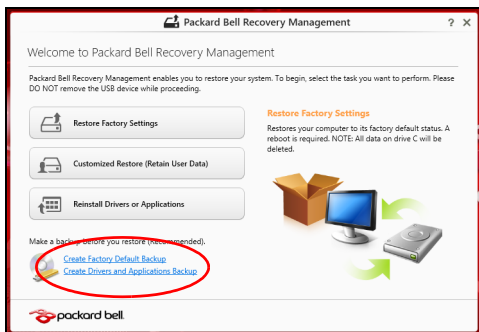 Packard Bell Recovery Management
? X
Welcome to Packard Bell Recovery Management
Packard Bell Recovery Management enables you to restore your system. To begin, select the task you want to perform. Please
DO NOT remove the USB device while proceeding.
Restore Factory Settings
Customized Restore (Retain User Data)
Reinstall Drivers or Applications
Restore Factory Settings
Restores your computer to its factory default status. A
reboot is required. NOTE: All data on drive C will be
deleted.
Make a backup before you restore (Recommended).
Create Factory Default Backup
Create Drivers and Applications Backup
packard bell